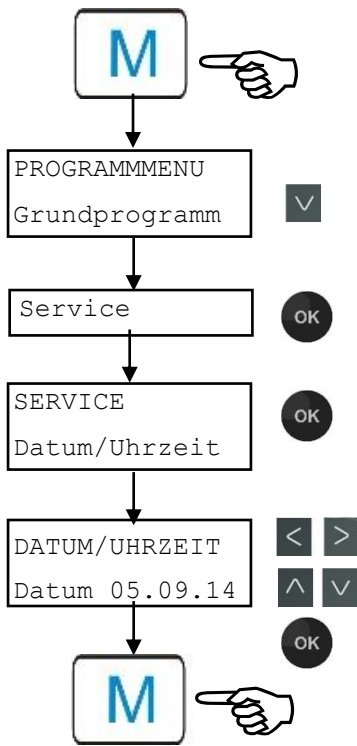 M
PROGRAMMMENU
Grundprogramm
Service
OK
SERVICE
OK
Datum/Uhrzeit
DATUM/UHRZEIT
Datum 05.09.14
OK
M